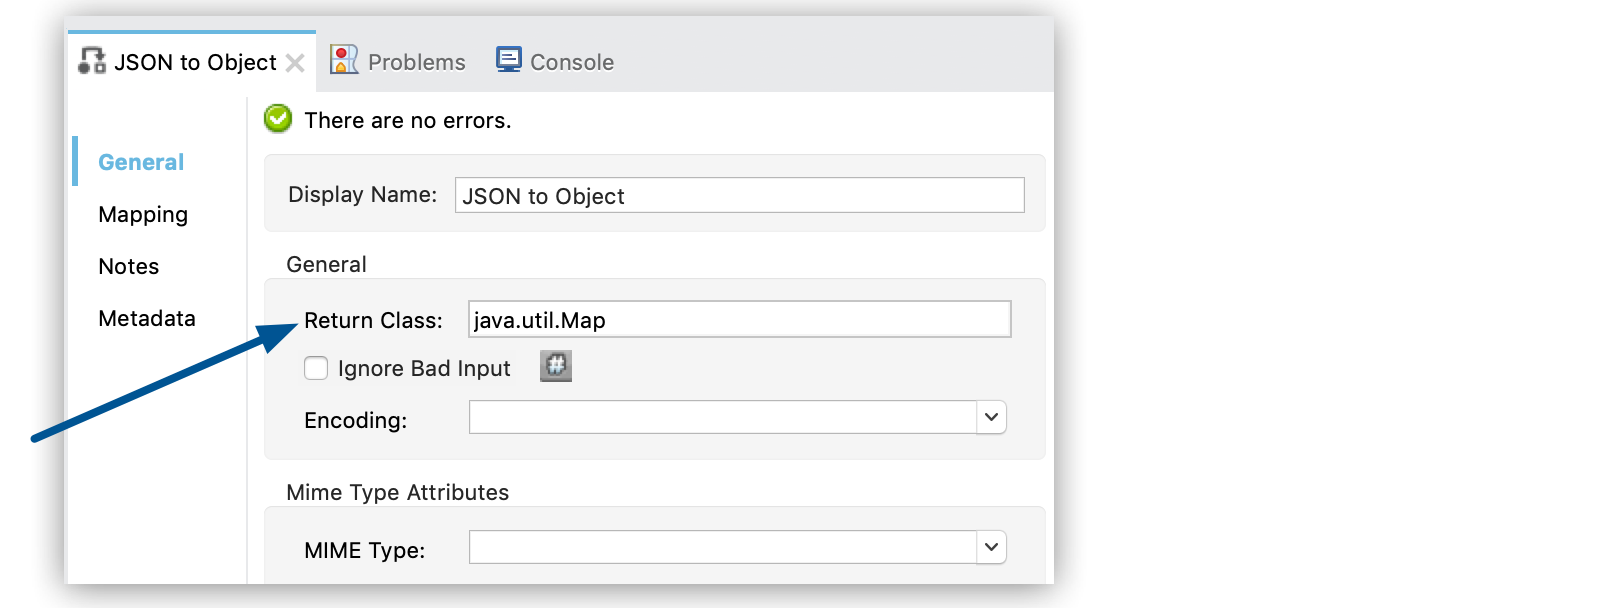 JSON to Object
Problems
Console
There are no errors.
General
Mapping
Notes
Metadata
Display Name: JSON to Object
General
Return Class: java.util.Map
Ignore Bad Input #
Encoding:
Mime Type Attributes
MIME Type: